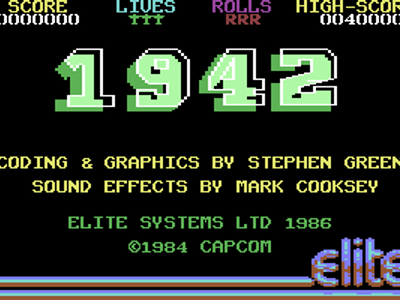 SCORE LIVES ROLLS HIGH-SCOR
0000000 RRR 0040000
1942
CODING & GRAPHICS BY STEPHEN GREEN
SOUND EFFECTS BY MARK COOKSEY
ELITE SYSTEMS LTD 1986
©1984 CAPCOM
elite